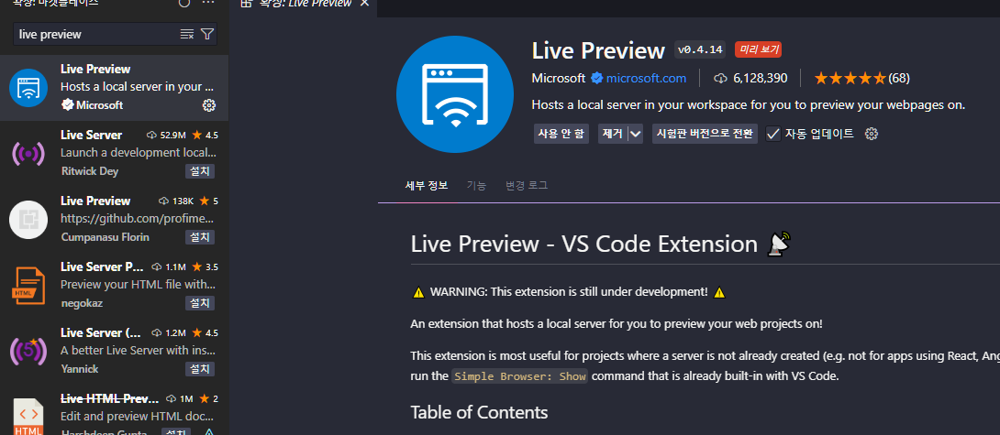 확장: 마켓플레이스
live preview
Live Preview
Hosts a local server in your ...
Microsoft
Live Server 52.9M 4.5
Launch a development local...
Ritwick Dey 설치
Live Preview 138K 5
https://github.com/profime...
Cumpanasu Florin 설치
Live Server P... 1.1M 3.5
Preview your HTML file with...
negokaz 설치
Live Server (... 1.2M 4.5
A better Live Server with ins...
Yannick 설치
Live HTML Prev... 1M 2
Edit and preview HTML doc...
Harshdeep Gupta 설치
HTML
HTML
5
확장: Live Preview
Live Preview v0.4.14 미리 보기
Microsoft microsoft.com 6,128,390 (68)
Hosts a local server in your workspace for you to preview your webpages on.
사용 안 함 제거 시험판 버전으로 전환 자동 업데이트
세부 정보 기능 변경 로그
Live Preview - VS Code Extension
WARNING: This extension is still under development!
An extension that hosts a local server for you to preview your web projects on!
This extension is most useful for projects where a server is not already created (e.g. not for apps using React, Ang
run the Simple Browser: Show command that is already built-in with VS Code.
Table of Contents